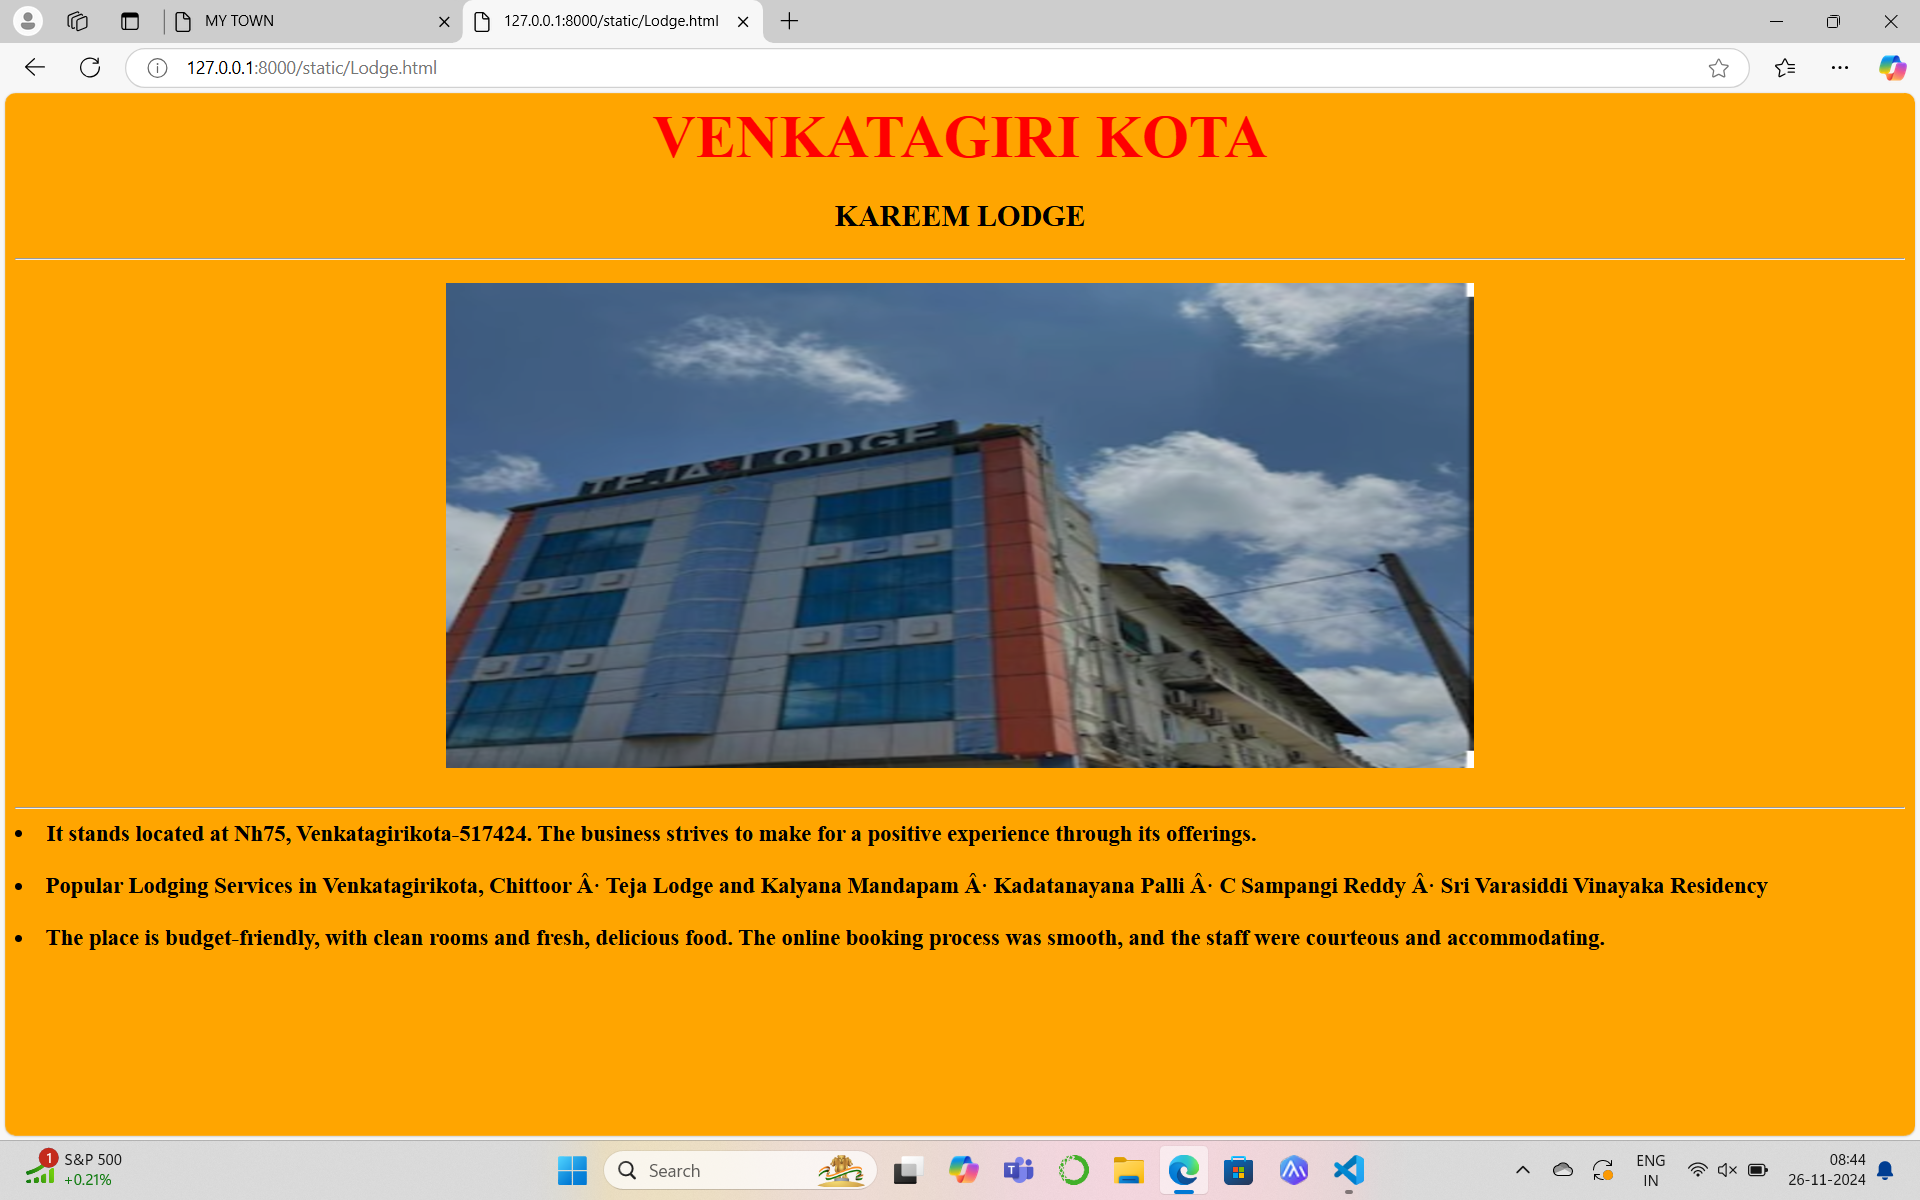 MY TOWN
127.0.0.1:8000/static/Lodge.html
127.0.0.1:8000/static/Lodge.html
VENKATAGIRI KOTA
KAREEM LODGE
TEJA LODGE
It stands located at Nh75, Venkatagirikota-517424. The business strives to make for a positive experience through its offerings.
Popular Lodging Services in Venkatagirikota, Chittoor Â· Teja Lodge and Kalyana Mandapam Â· Kadatanayana Palli Â· C Sampangi Reddy Â· Sri Varasiddi Vinayaka Residency
The place is budget-friendly, with clean rooms and fresh, delicious food. The online booking process was smooth, and the staff were courteous and accommodating.
1
S&P 500
+0.21%
Search
ENG
IN
08:44
26-11-2024